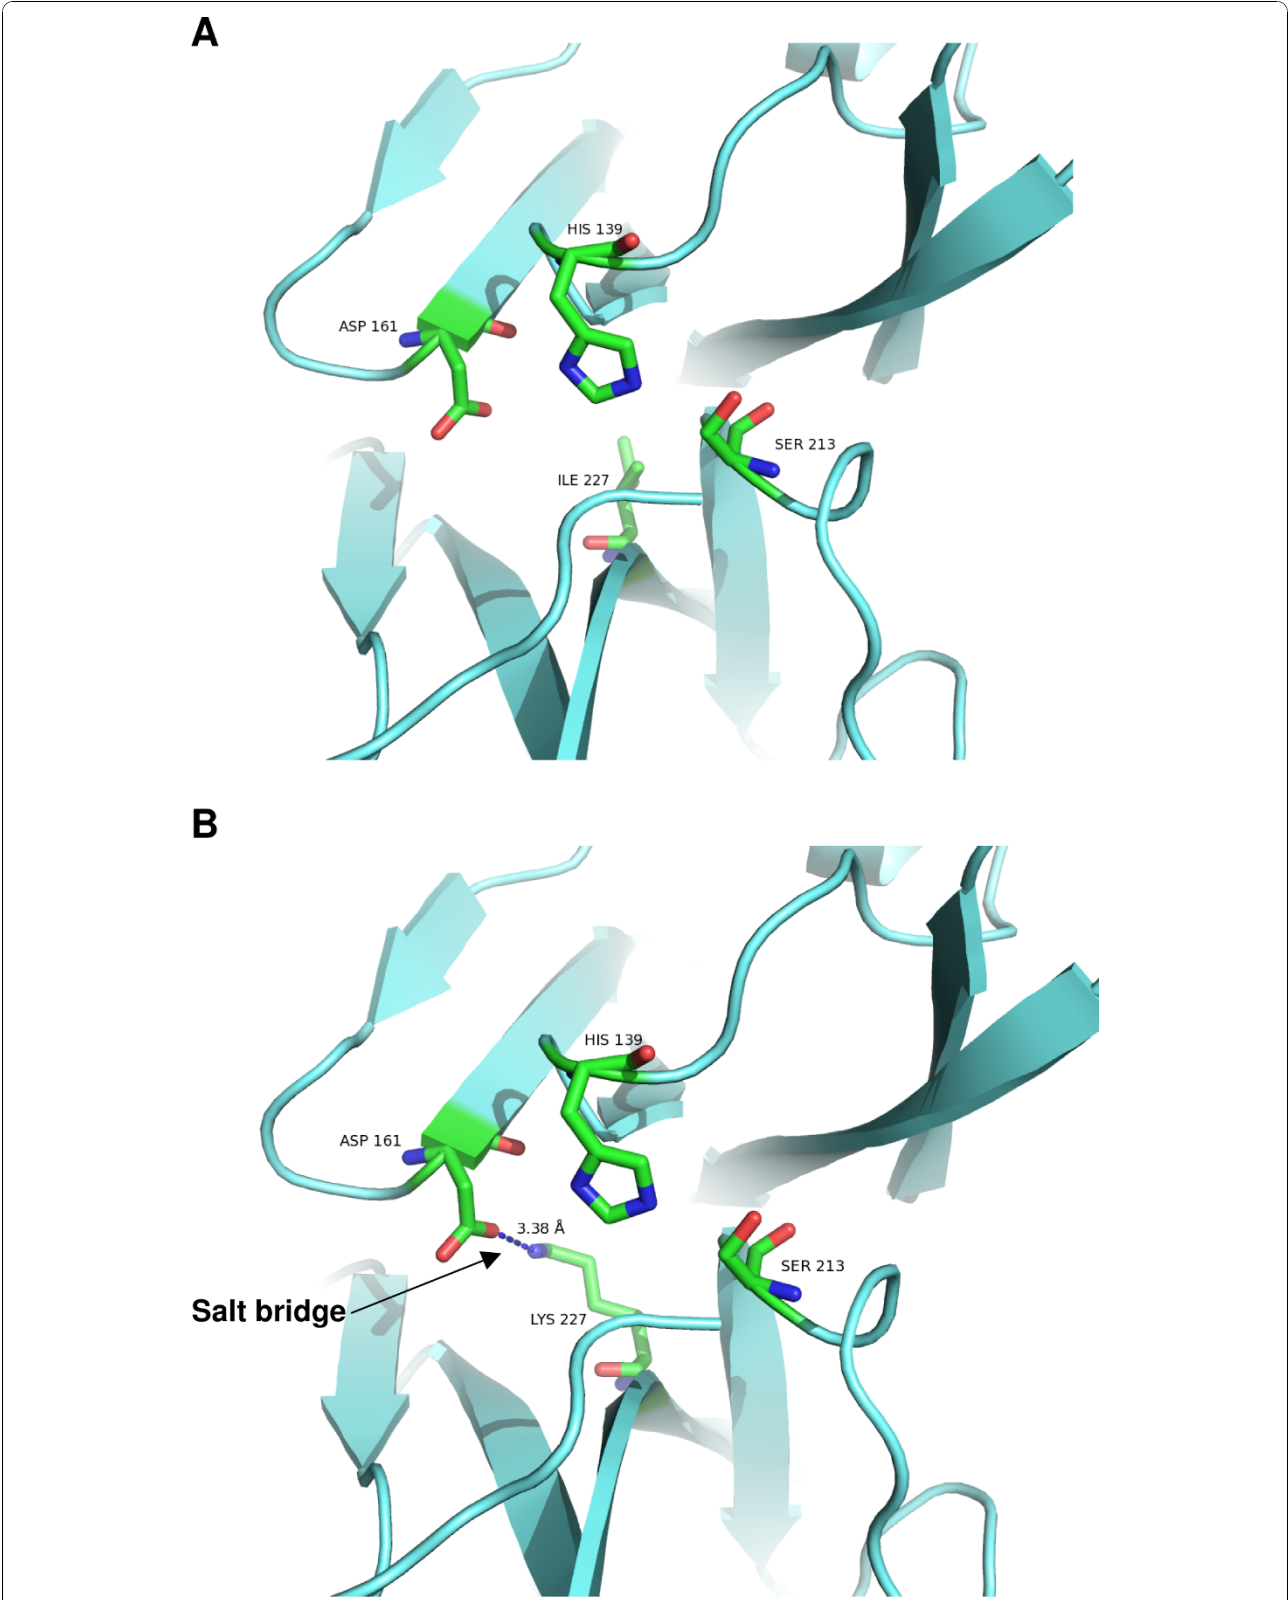 A
HIS 139
ASP 161
SER 213
ILE 227
B
HIS 139
ASP 161
3.38 Å
SER 213
Salt bridge
LYS 227